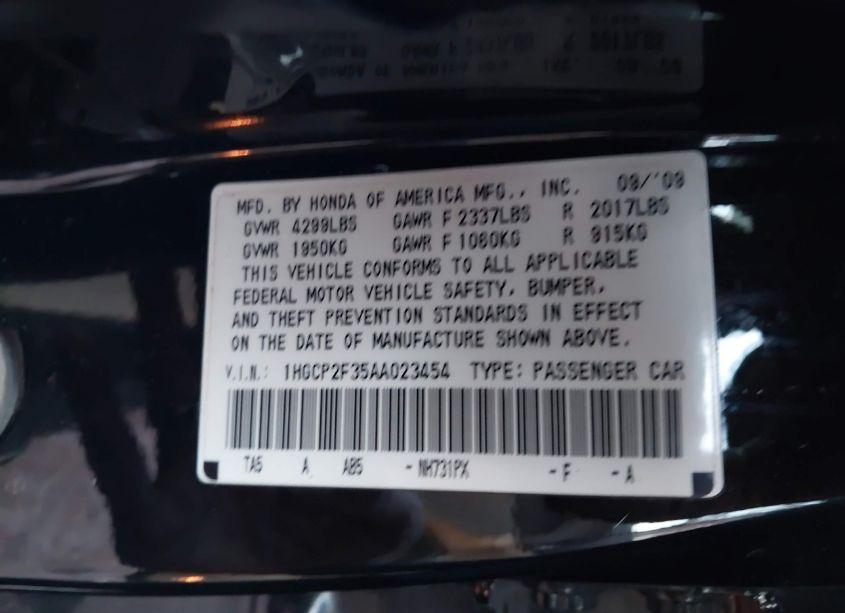 MFD. BY HONDA OF AMERICA MFG., INC. 09/'09
GVWR 4299LBS GAWR F 2337LBS R 2017LBS
GVWR 1950KG GAWR F 1060KG R 915KG
THIS VEHICLE CONFORMS TO ALL APPLICABLE
FEDERAL MOTOR VEHICLE SAFETY, BUMPER,
AND THEFT PREVENTION STANDARDS IN EFFECT
ON THE DATE OF MANUFACTURE SHOWN ABOVE.
V.I.N.: 1HGCP2F35AA023454 TYPE: PASSENGER CAR
TA5 A A05 -NH731PX -F -A